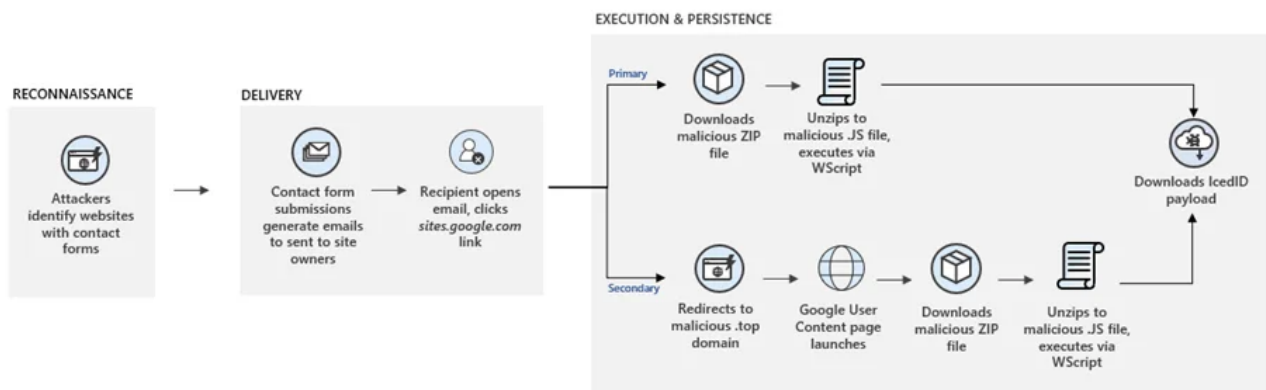 EXECUTION & PERSISTENCE
RECONNAISSANCE
Attackers
identify websites
with contact
forms
DELIVERY
Contact form
submissions
generate emails
to sent to site
owners
Recipient opens
email, clicks
sites.google.com
link
Primary
Downloads
malicious ZIP
file
Unzips to
malicious .JS file,
executes via
WScript
Downloads IcedID
payload
Secondary
Redirects to
malicious .top
domain
Google User
Content page
launches
Downloads
malicious ZIP
file
Unzips to
malicious .JS file,
executes via
WScript